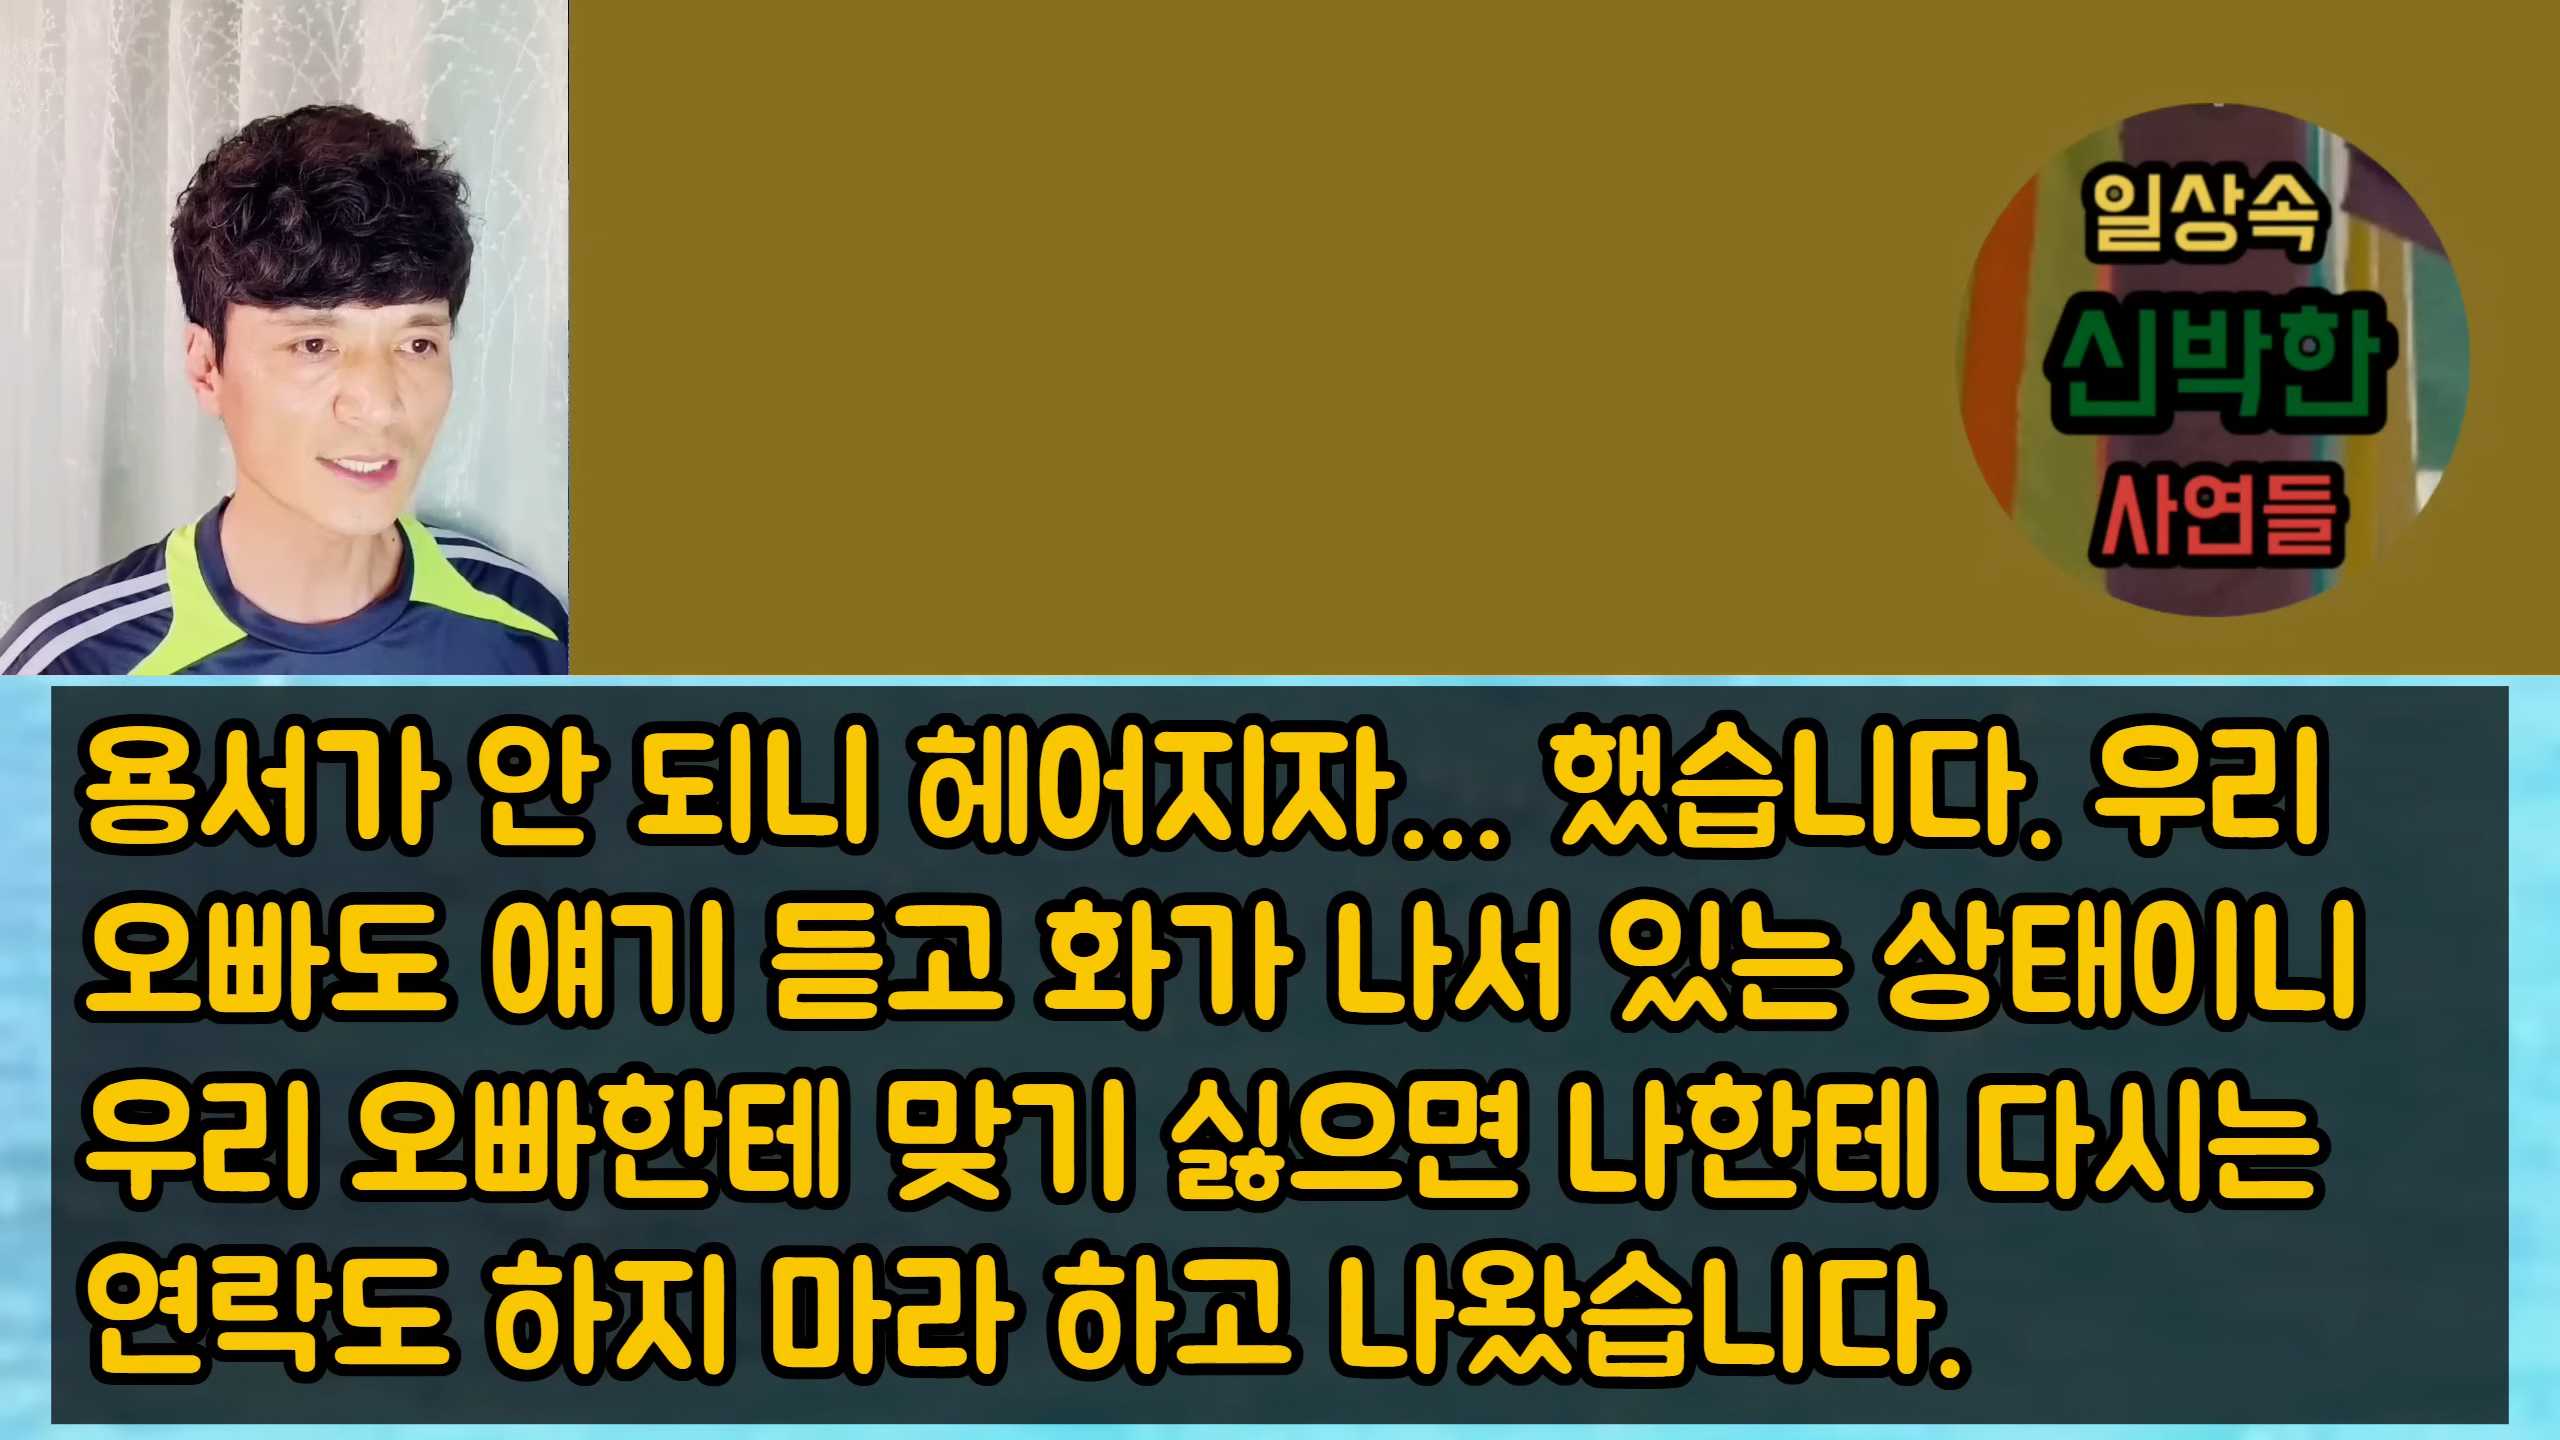 일상속
신박한
사연들
용서가 안 되니 헤어지자... 했습니다. 우리
오빠도 얘기 듣고 화가 나서 있는 상태이니
우리 오빠한테 맞기 싫으면 나한테 다시는
연락도 하지 마라 하고 나왔습니다.